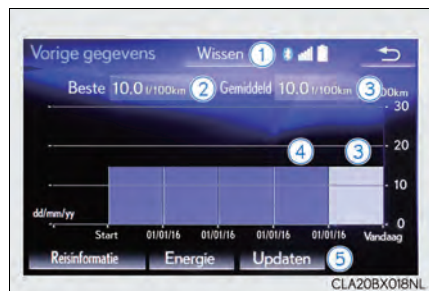 Vorige gegevens Wissen 1
Beste 10.0 l/100km 2 Gemiddeld 10.0 l/100km 3 00km
30
4 3
20
10
dd/mm/yy 0
Start 01/01/16 01/01/16 01/01/16 01/01/16 Vandaag
Reisinformatie Energie Updaten 5
CLA20BX018NL